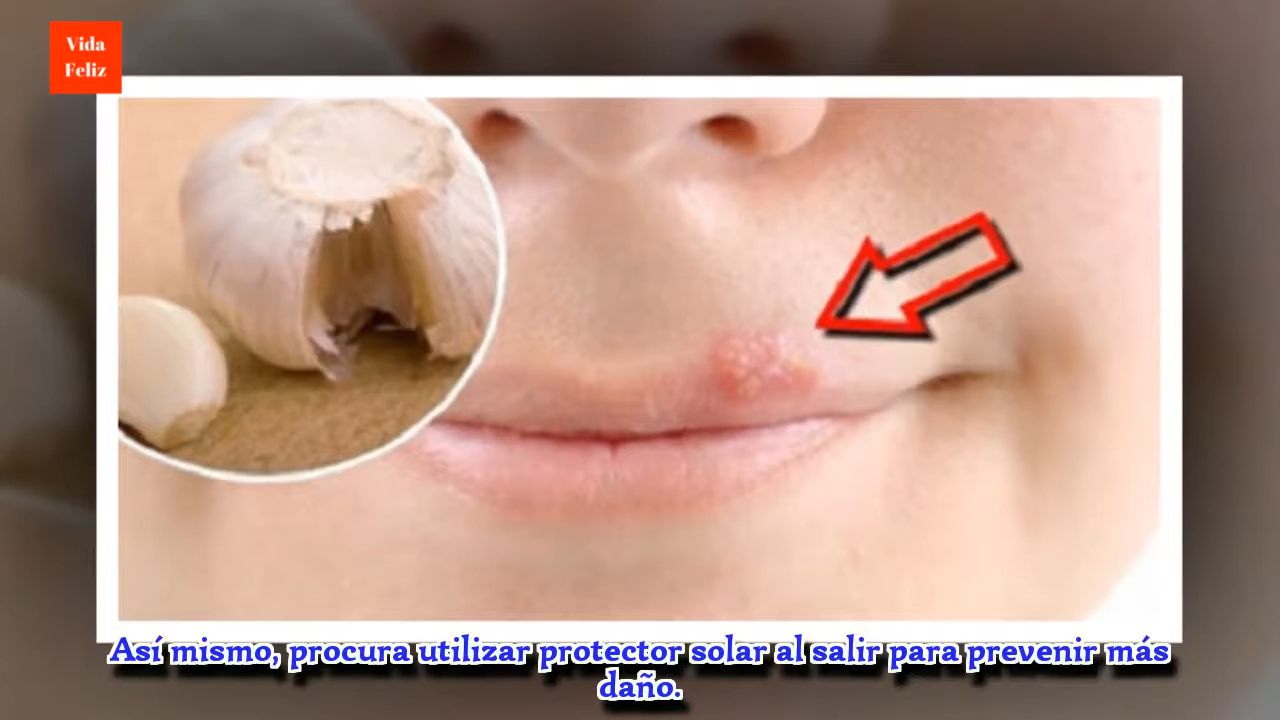 Vida
Feliz
Así mismo, procura utilizar protector solar al salir para prevenir más
daño.